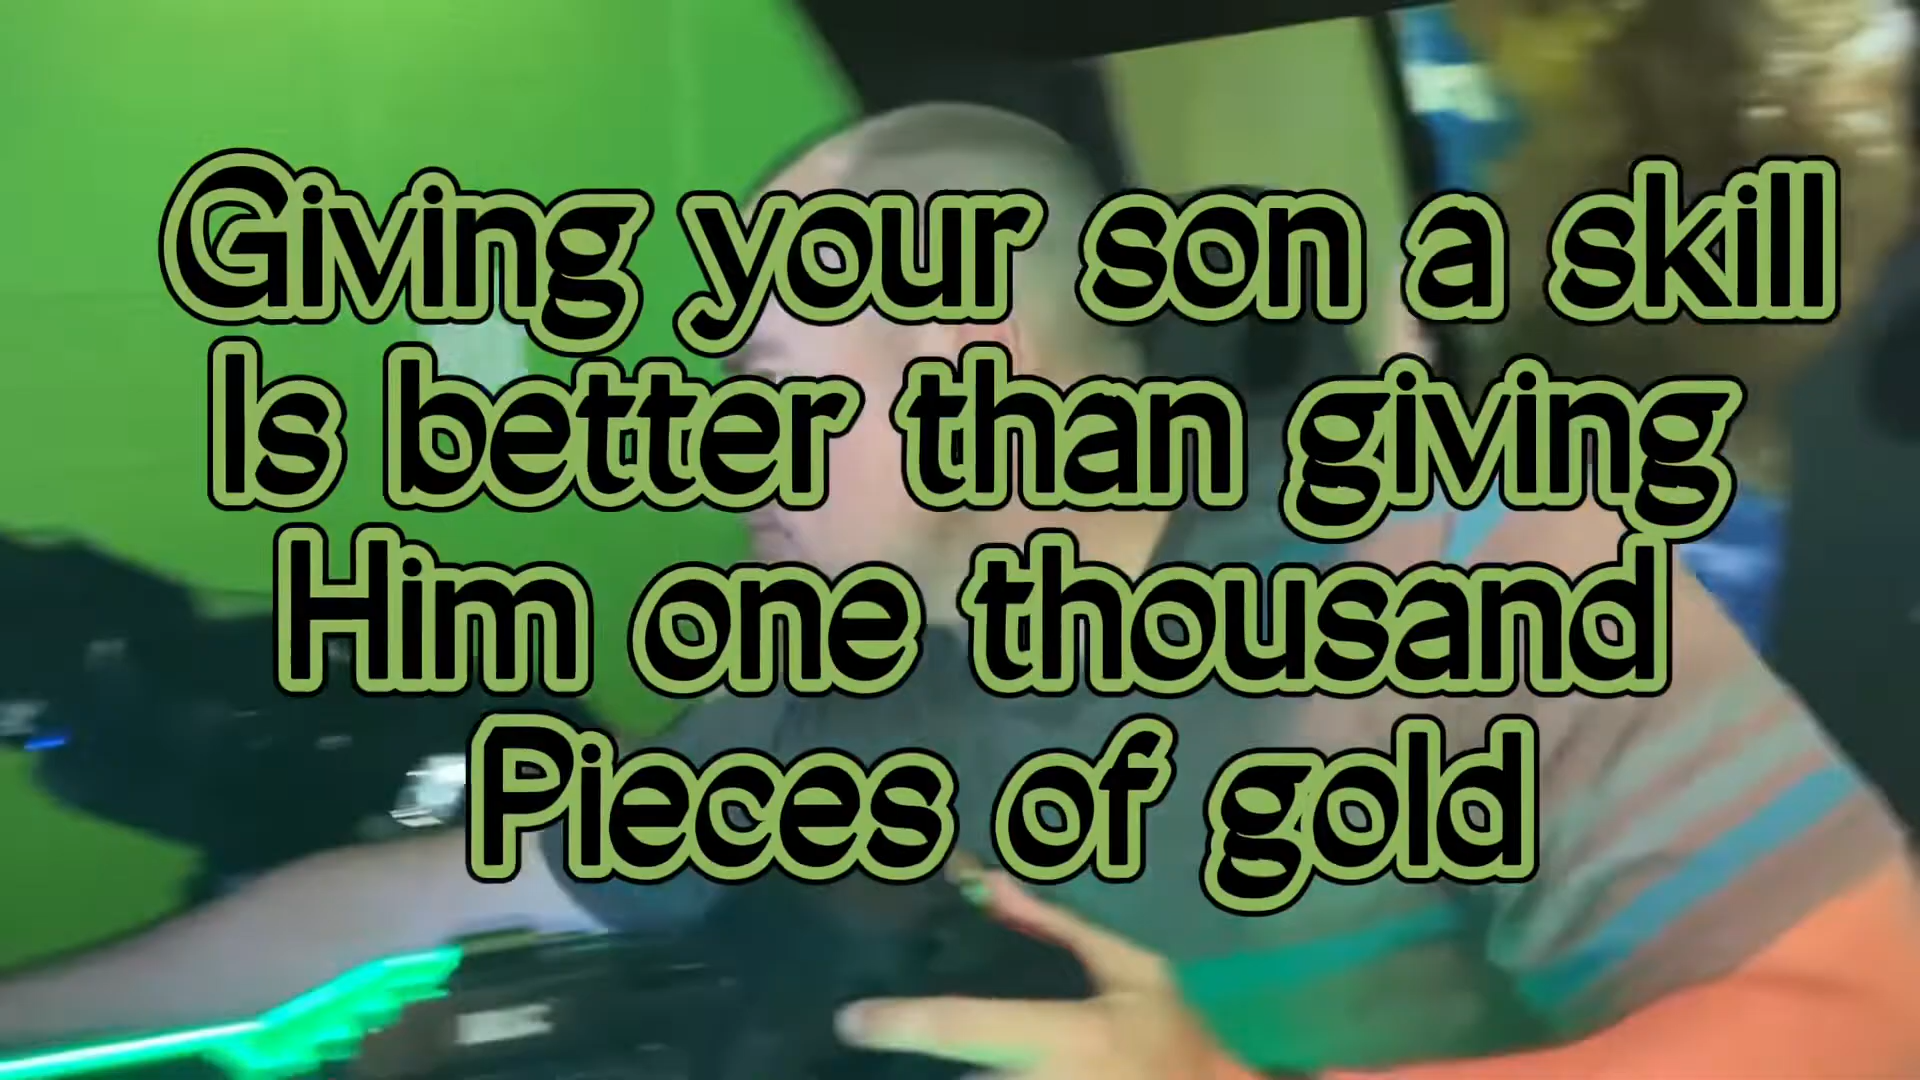 Giving your son a skill
Is better than giving
Him one thousand
Pieces of gold